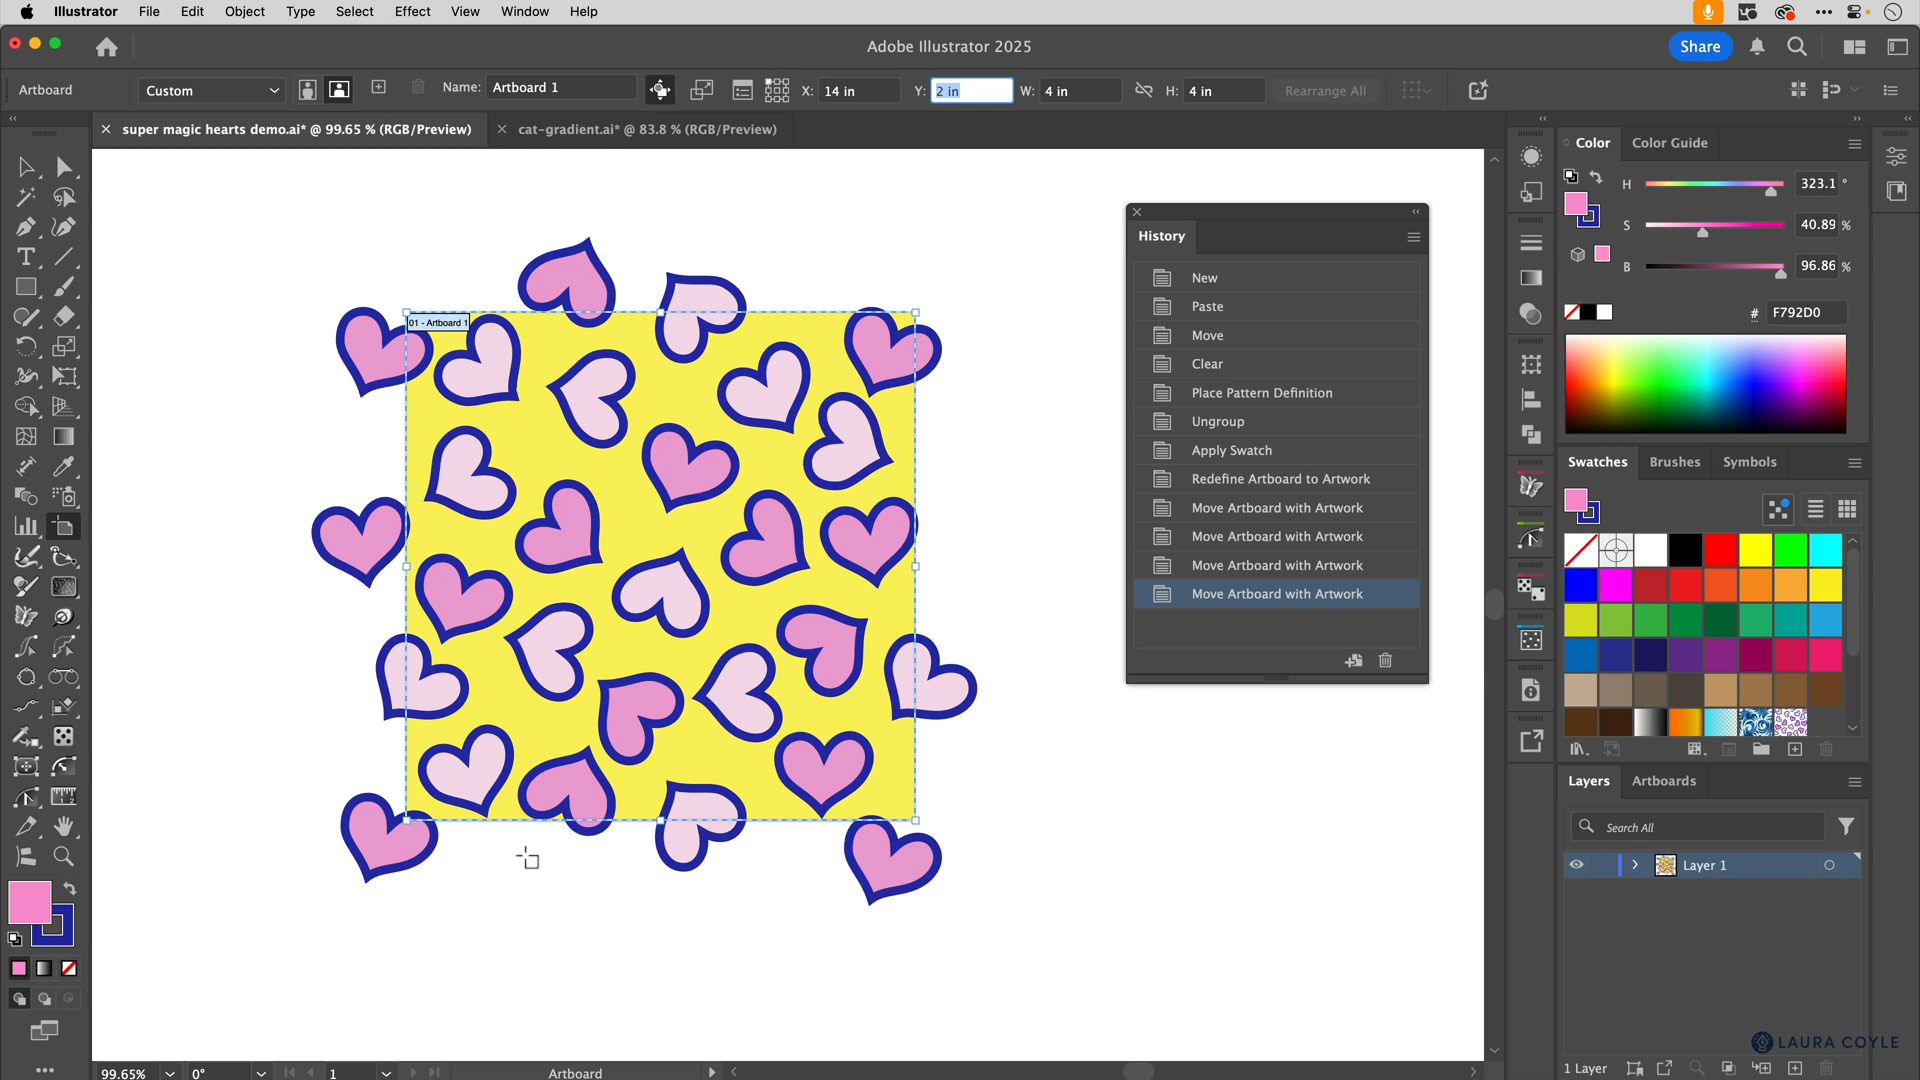 Illustrator File Edit Object Type Select Effect View Window Help
Adobe Illustrator 2025
Share
Artboard
Custom
Name: Artboard 1
X: 14 in
Y: 2 in
W: 4 in
H: 4 in
Rearrange All
super magic hearts demo.ai* @ 99.65 % (RGB/Preview)
cat-gradient.ai* @ 83.8 % (RGB/Preview)
01 - Artboard 1
History
New
Paste
Move
Clear
Place Pattern Definition
Ungroup
Apply Swatch
Redefine Artboard to Artwork
Move Artboard with Artwork
Move Artboard with Artwork
Move Artboard with Artwork
Move Artboard with Artwork
Color
Color Guide
H 323.1 °
S 40.89 %
B 96.86 %
# F792D0
Swatches
Brushes
Symbols
Layers
Artboards
Search All
Layer 1
LAURA COYLE
1 Layer
99.65%
0°
1
Artboard